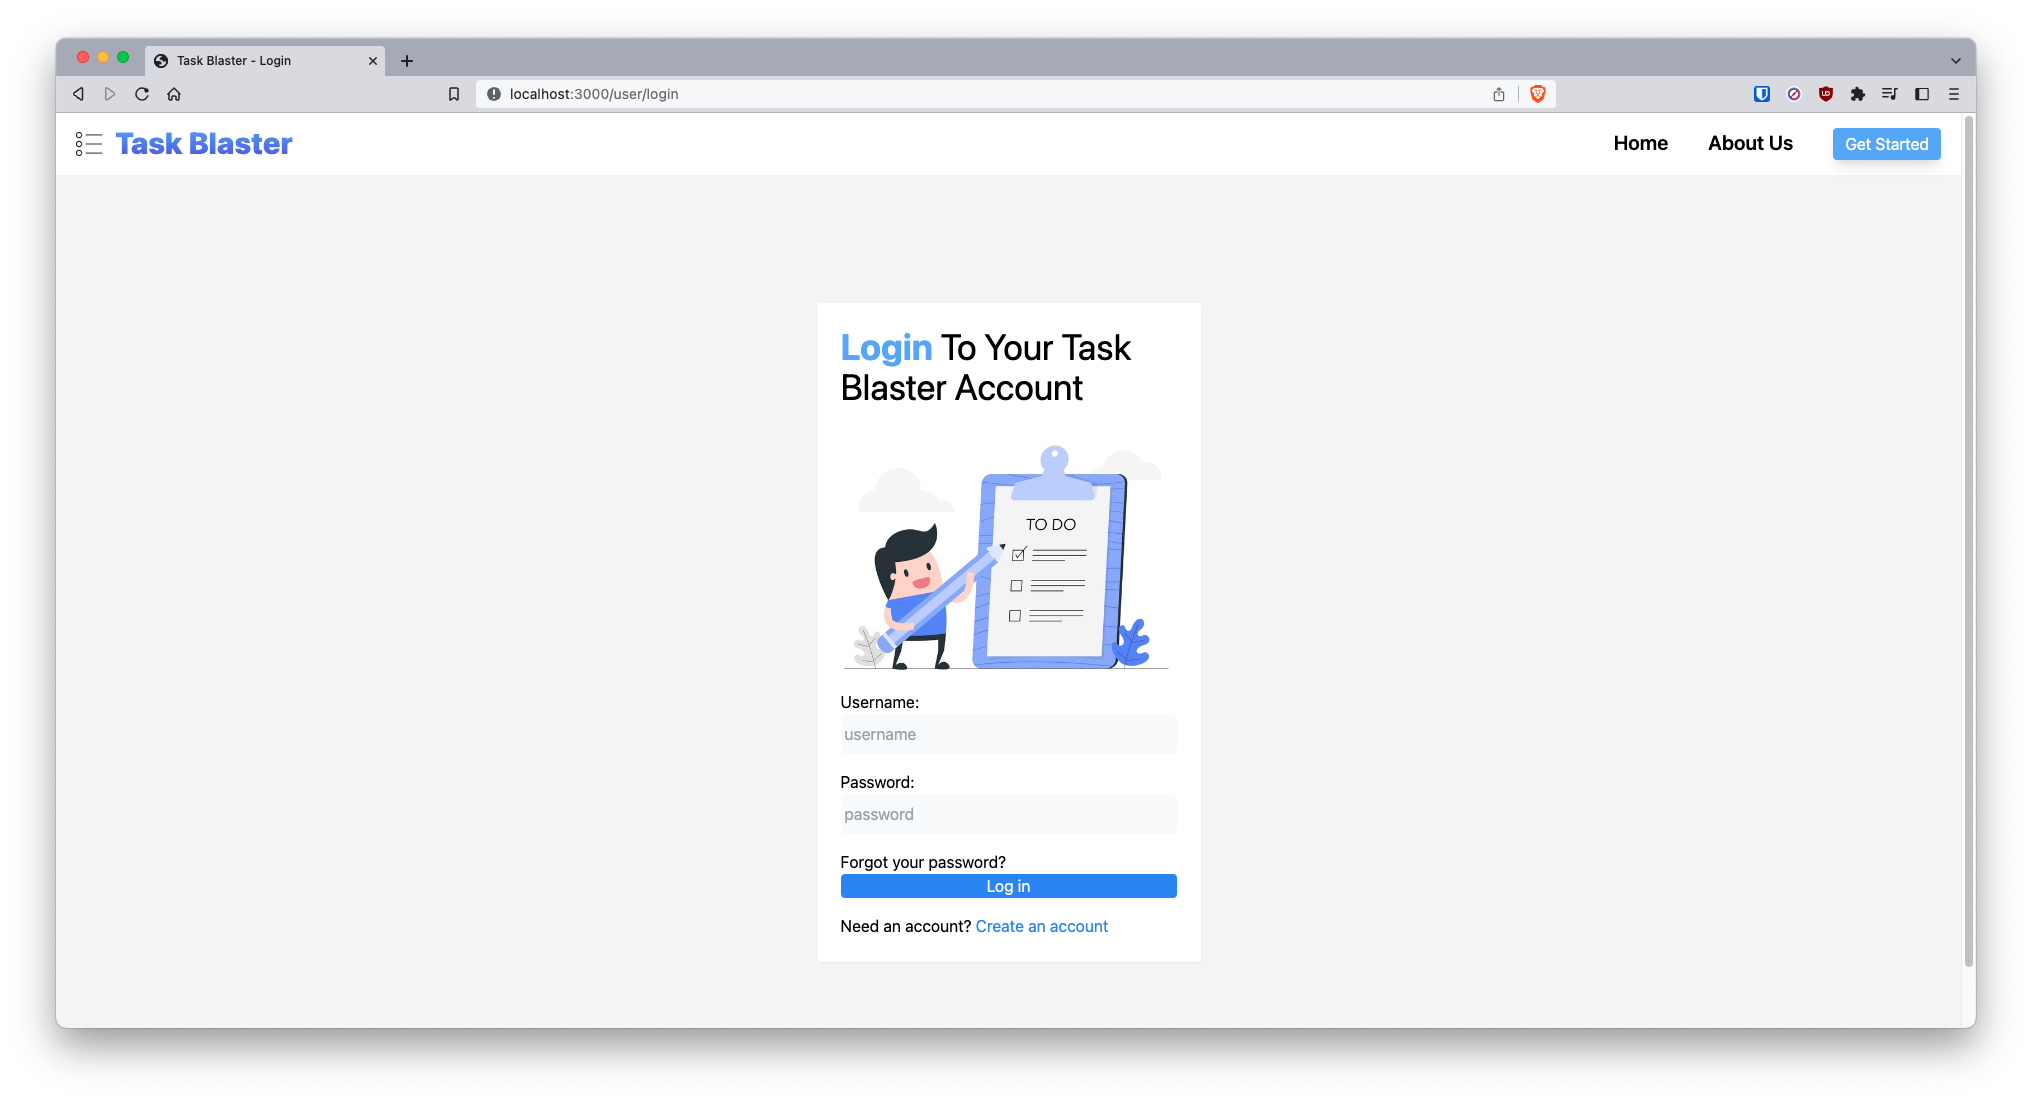 Task Blaster - Login
localhost:3000/user/login
Task Blaster
Home
About Us
Get Started
Login To Your Task
Blaster Account
TO DO
Username:
username
Password:
password
Forgot your password?
Log in
Need an account? Create an account